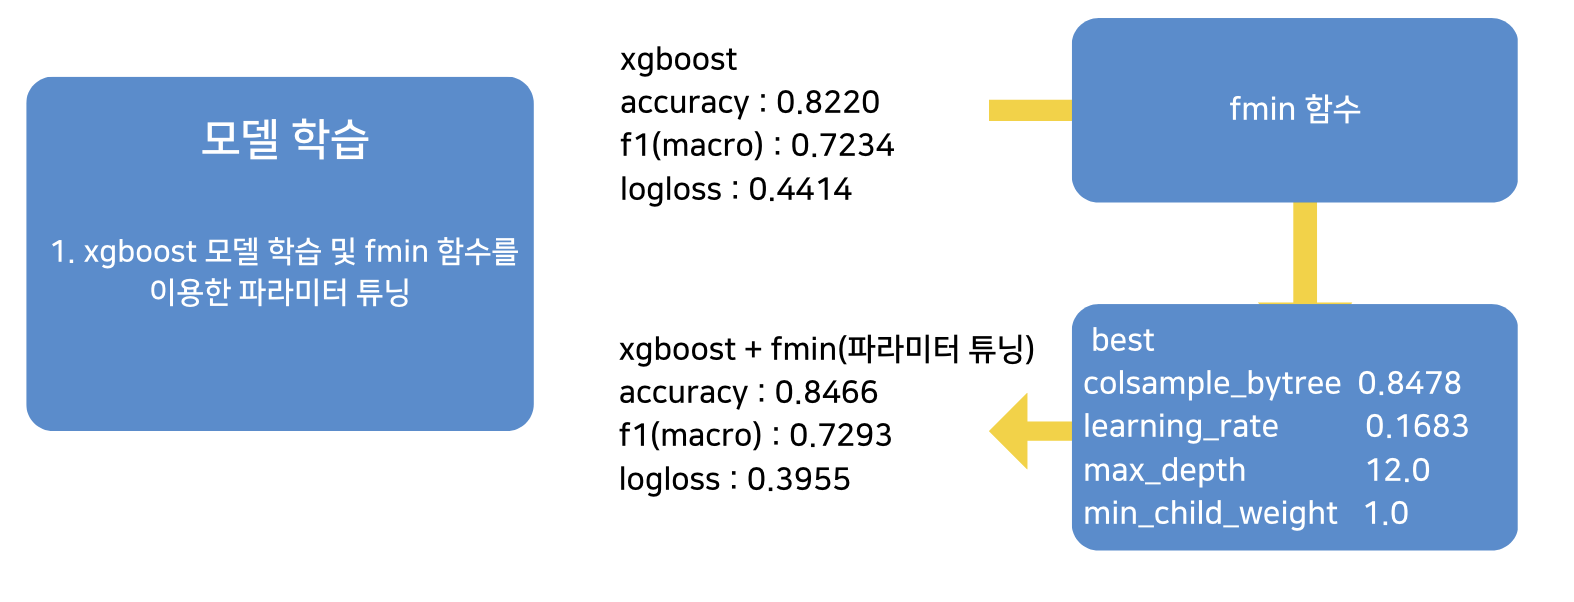 모델 학습
1. xgboost 모델 학습 및 fmin 함수를
이용한 파라미터 튜닝
xgboost
accuracy : 0.8220
f1(macro) : 0.7234
logloss : 0.4414
fmin 함수
best
colsample_bytree 0.8478
learning_rate 0.1683
max_depth 12.0
min_child_weight 1.0
xgboost + fmin(파라미터 튜닝)
accuracy : 0.8466
f1(macro) : 0.7293
logloss : 0.3955